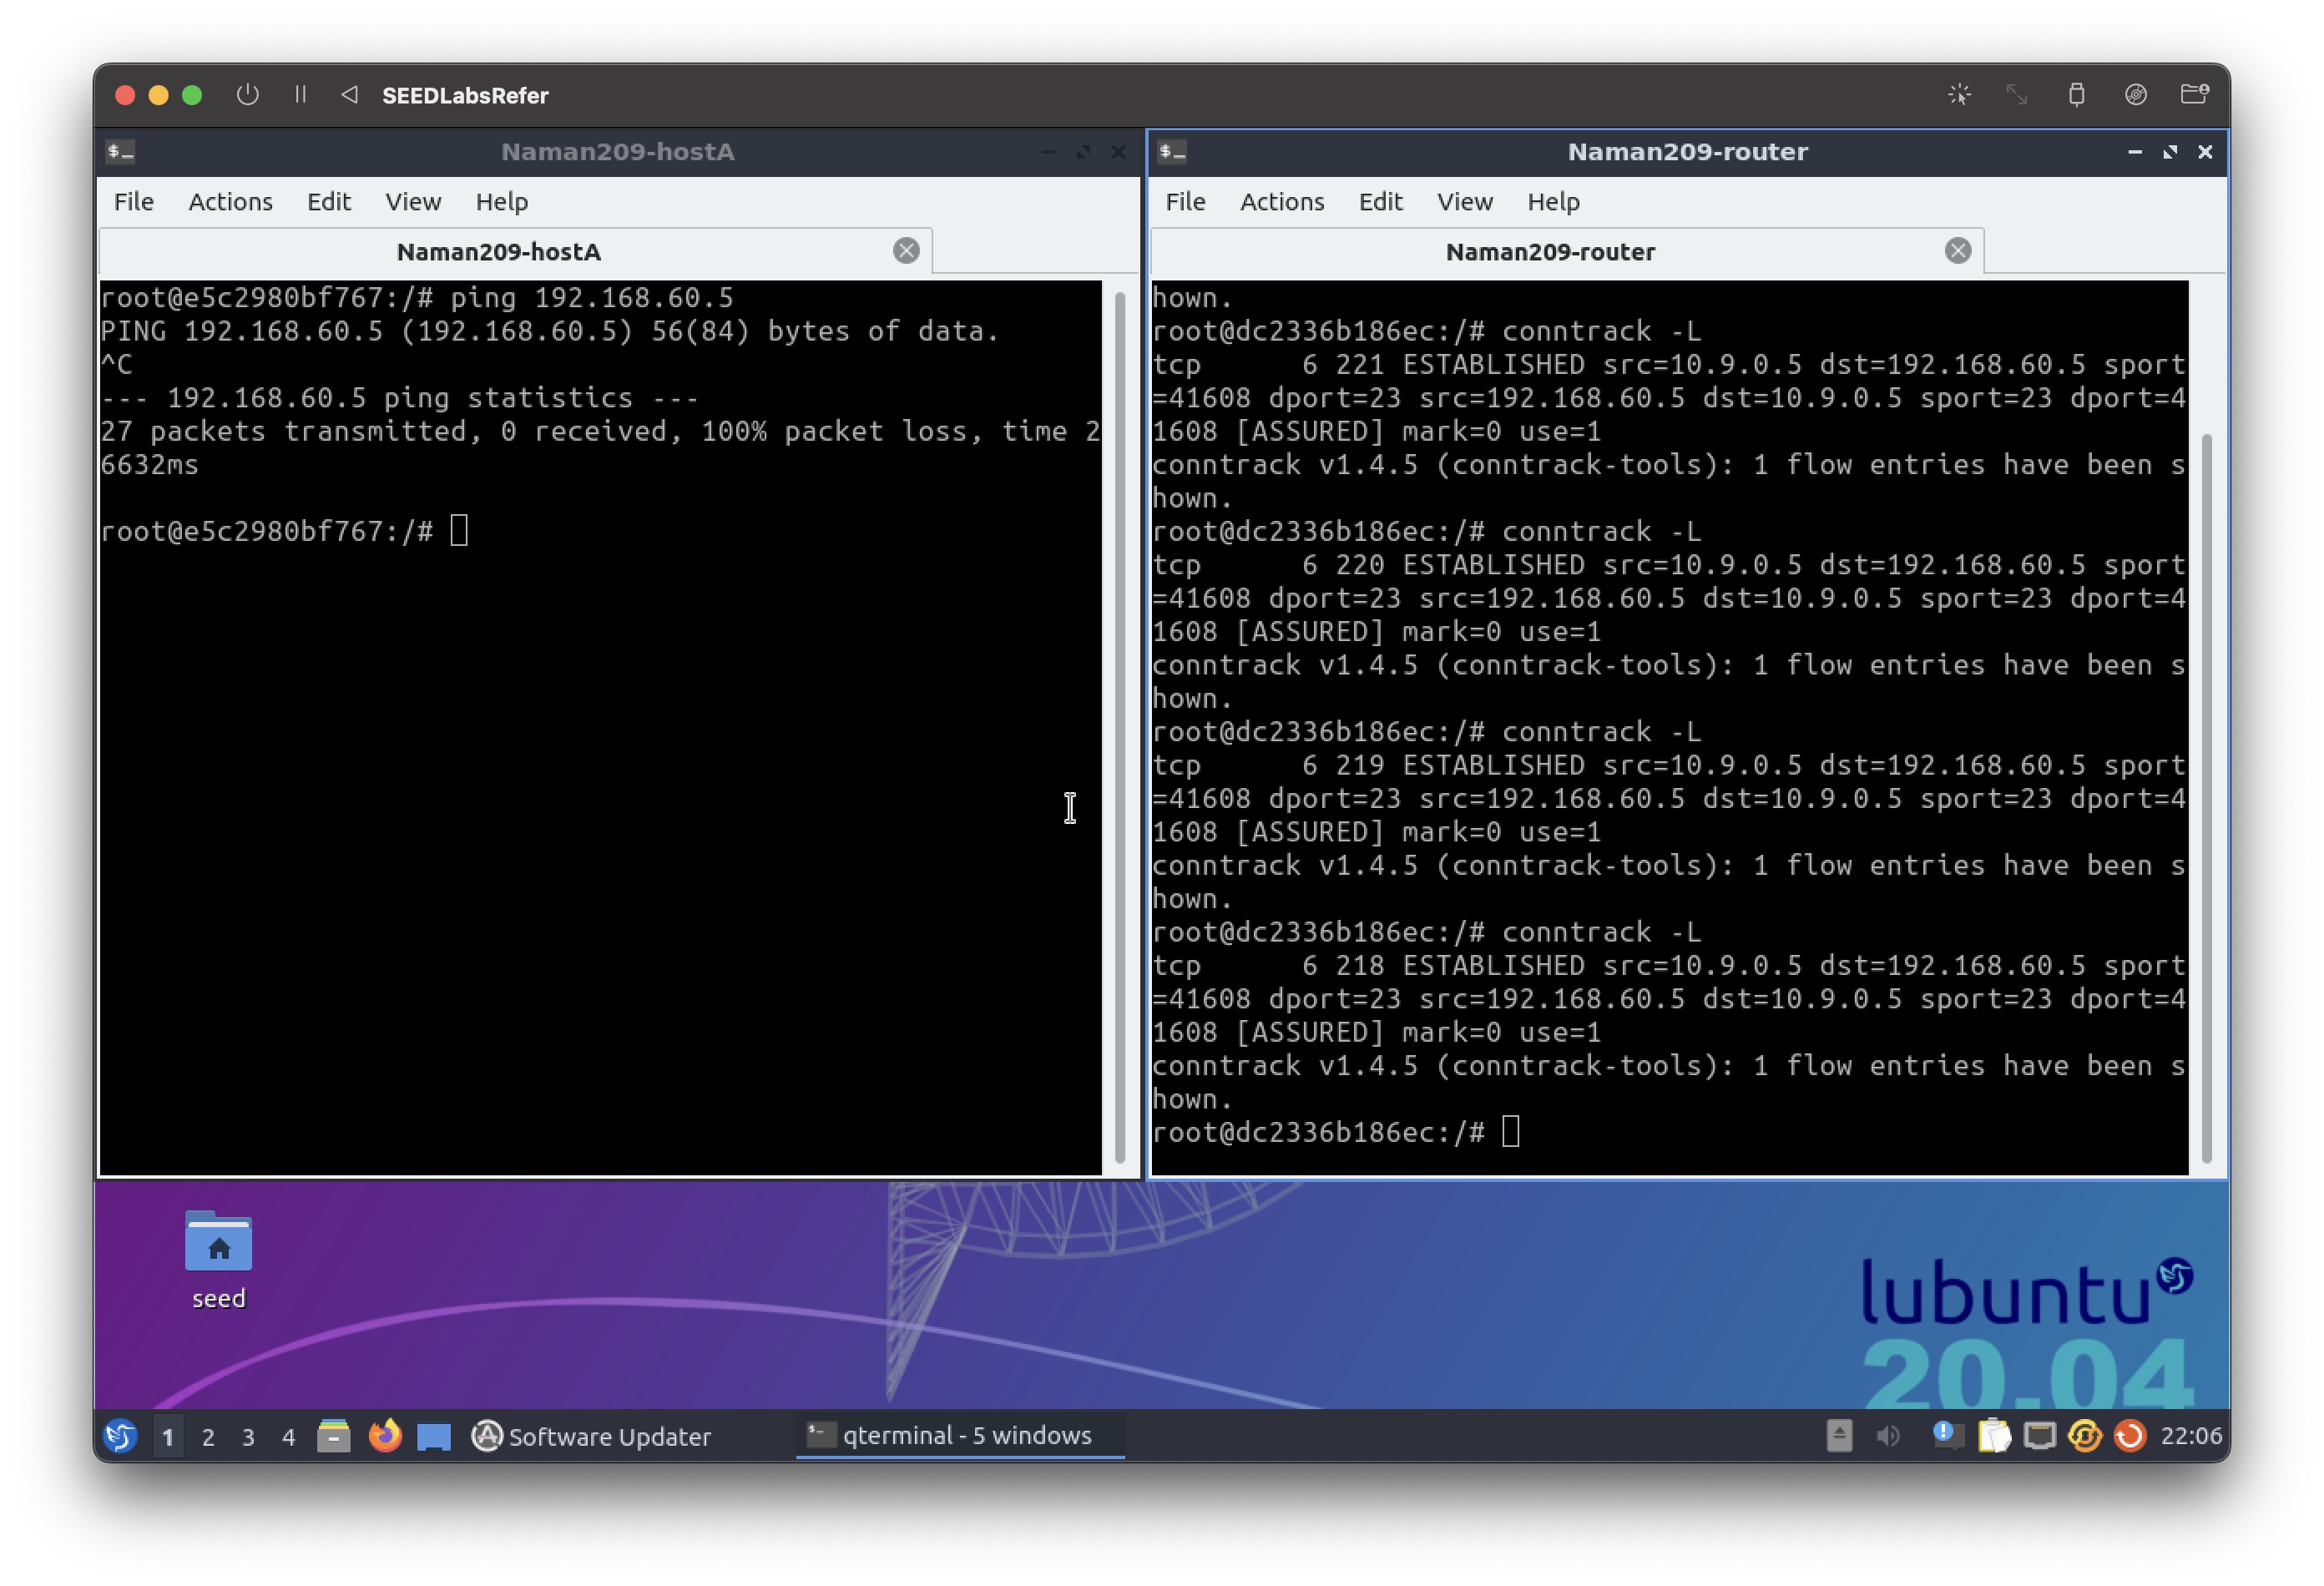 SEEDLabsRefer
Naman209-hostA
File Actions Edit View Help
Naman209-hostA
root@e5c2980bf767:/# ping 192.168.60.5
PING 192.168.60.5 (192.168.60.5) 56(84) bytes of data.
^C
--- 192.168.60.5 ping statistics ---
27 packets transmitted, 0 received, 100% packet loss, time 2
6632ms
root@e5c2980bf767:/#
Naman209-router
File Actions Edit View Help
Naman209-router
hown.
root@dc2336b186ec:/# conntrack -L
tcp      6 221 ESTABLISHED src=10.9.0.5 dst=192.168.60.5 sport
=41608 dport=23 src=192.168.60.5 dst=10.9.0.5 sport=23 dport=4
1608 [ASSURED] mark=0 use=1
conntrack v1.4.5 (conntrack-tools): 1 flow entries have been s
hown.
root@dc2336b186ec:/# conntrack -L
tcp      6 220 ESTABLISHED src=10.9.0.5 dst=192.168.60.5 sport
=41608 dport=23 src=192.168.60.5 dst=10.9.0.5 sport=23 dport=4
1608 [ASSURED] mark=0 use=1
conntrack v1.4.5 (conntrack-tools): 1 flow entries have been s
hown.
root@dc2336b186ec:/# conntrack -L
tcp      6 219 ESTABLISHED src=10.9.0.5 dst=192.168.60.5 sport
=41608 dport=23 src=192.168.60.5 dst=10.9.0.5 sport=23 dport=4
1608 [ASSURED] mark=0 use=1
conntrack v1.4.5 (conntrack-tools): 1 flow entries have been s
hown.
root@dc2336b186ec:/# conntrack -L
tcp      6 218 ESTABLISHED src=10.9.0.5 dst=192.168.60.5 sport
=41608 dport=23 src=192.168.60.5 dst=10.9.0.5 sport=23 dport=4
1608 [ASSURED] mark=0 use=1
conntrack v1.4.5 (conntrack-tools): 1 flow entries have been s
hown.
root@dc2336b186ec:/#
seed
lubuntu
20.04
1 2 3 4 Software Updater qterminal - 5 windows 22:06